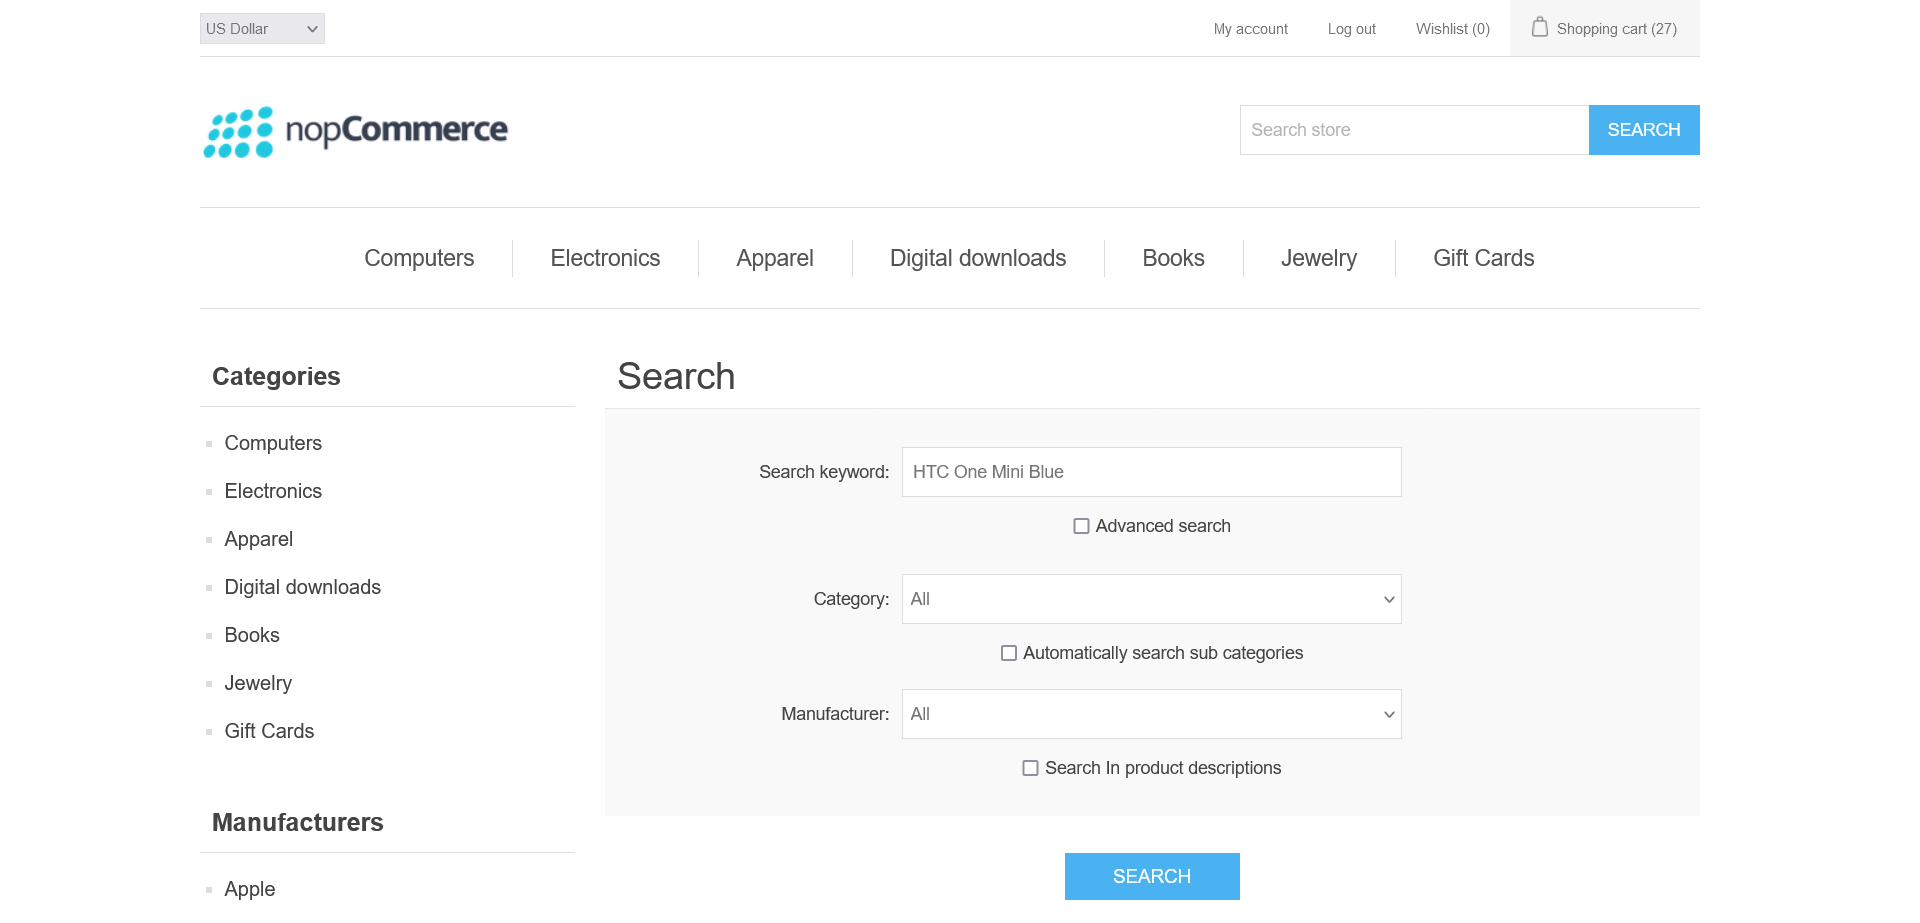 US Dollar
My account
Log out
Wishlist (0)
Shopping cart (27)
nopCommerce
Search store
SEARCH
Computers
Electronics
Apparel
Digital downloads
Books
Jewelry
Gift Cards
Categories
Computers
Electronics
Apparel
Digital downloads
Books
Jewelry
Gift Cards
Manufacturers
Apple
Search
Search keyword: HTC One Mini Blue
Advanced search
Category: All
Automatically search sub categories
Manufacturer: All
Search In product descriptions
SEARCH